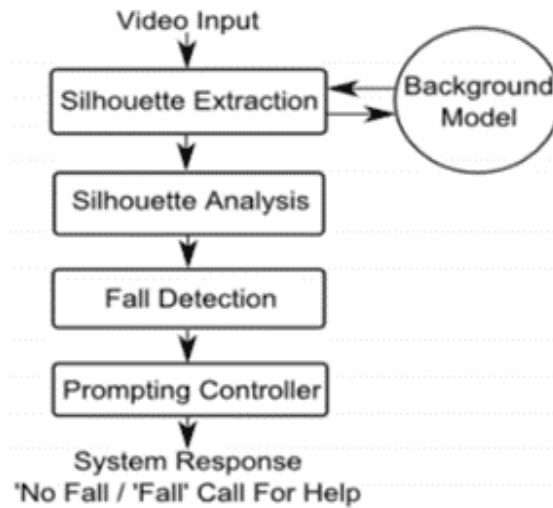 Video Input
Silhouette Extraction
Background
Model
Silhouette Analysis
Fall Detection
Prompting Controller
System Response
'No Fall / 'Fall' Call For Help